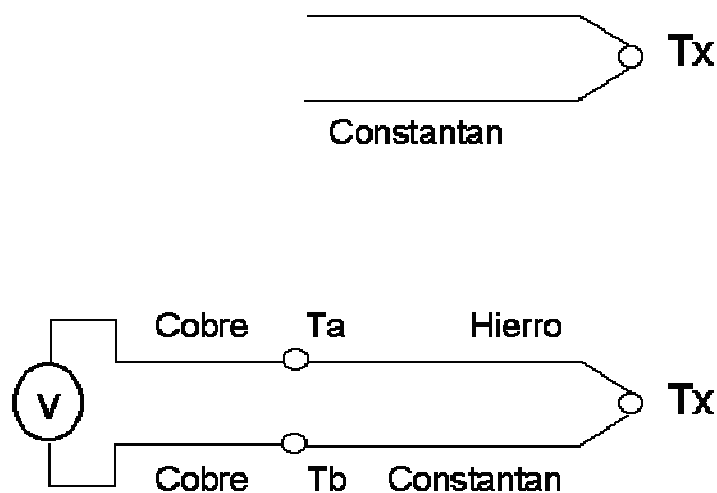 Tx
Constantan
Cobre Ta Hierro
V Tx
Cobre Tb Constantan